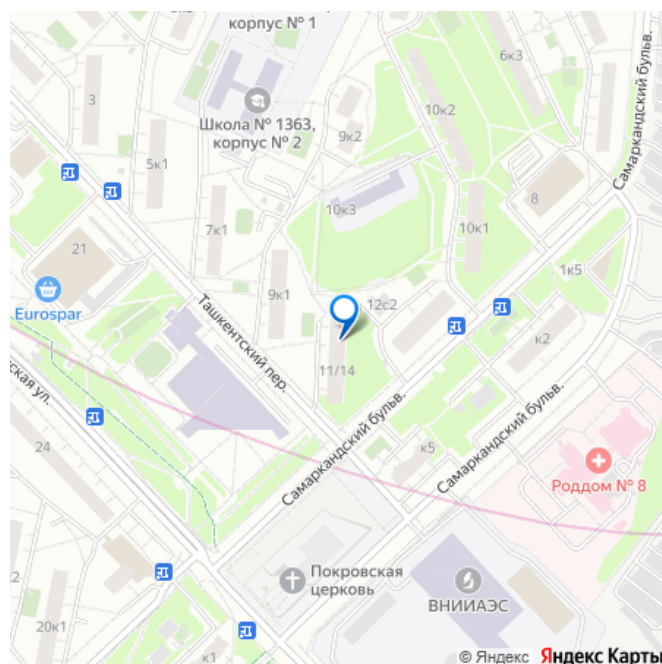 корпус № 1
6к3
3
Школа № 1363,
корпус № 2
10к2
9к2
5к1
Самаркандский бульв.
8
10к3
7к1
10к1
21
9к1
1к5
Eurospar
Ташкентский пер.
12с2
к2
11/14
Самаркандский бульв.
ская ул.
24
к5
Самаркандский бульв.
Роддом № 8
Покровская
церковь
ВНИИАЭС
2
20к1
к1
© Яндекс Яндекс Карты